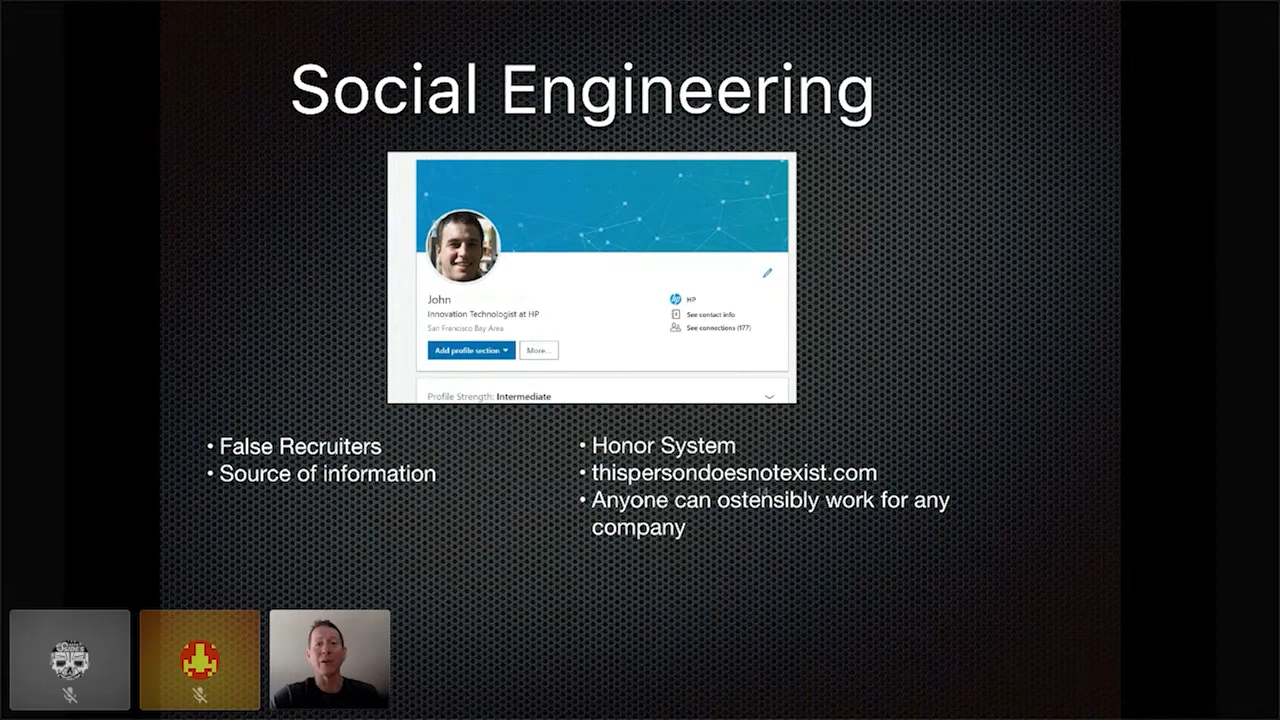 Social Engineering
John
Innovation Technologist at HP
San Francisco Bay Area
Add profile section
More...
hp
HP
See contact info
See connections (177)
Profile Strength: Intermediate
• False Recruiters
• Source of information
• Honor System
• thispersondoesnotexist.com
• Anyone can ostensibly work for any
company
SIDES